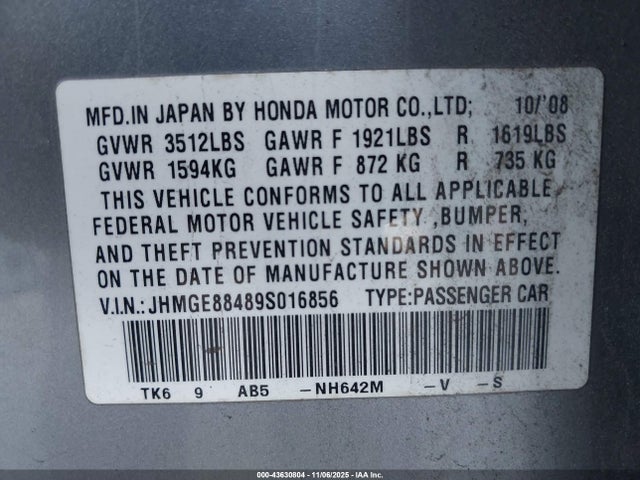 MFD.IN JAPAN BY HONDA MOTOR CO.,LTD; 10/'08
GVWR 3512LBS GAWR F 1921LBS R 1619LBS
GVWR 1594KG GAWR F 872 KG R 735 KG
THIS VEHICLE CONFORMS TO ALL APPLICABLE
FEDERAL MOTOR VEHICLE SAFETY ,BUMPER,
AND THEFT PREVENTION STANDARDS IN EFFECT
ON THE DATE OF MANUFACTURE SHOWN ABOVE.
V.I.N.: JHMGE88489S016856 TYPE:PASSENGER CAR
TK6 9 AB5 -NH642M -V -S
000-43630804 - 11/06/2025 - IAA Inc.